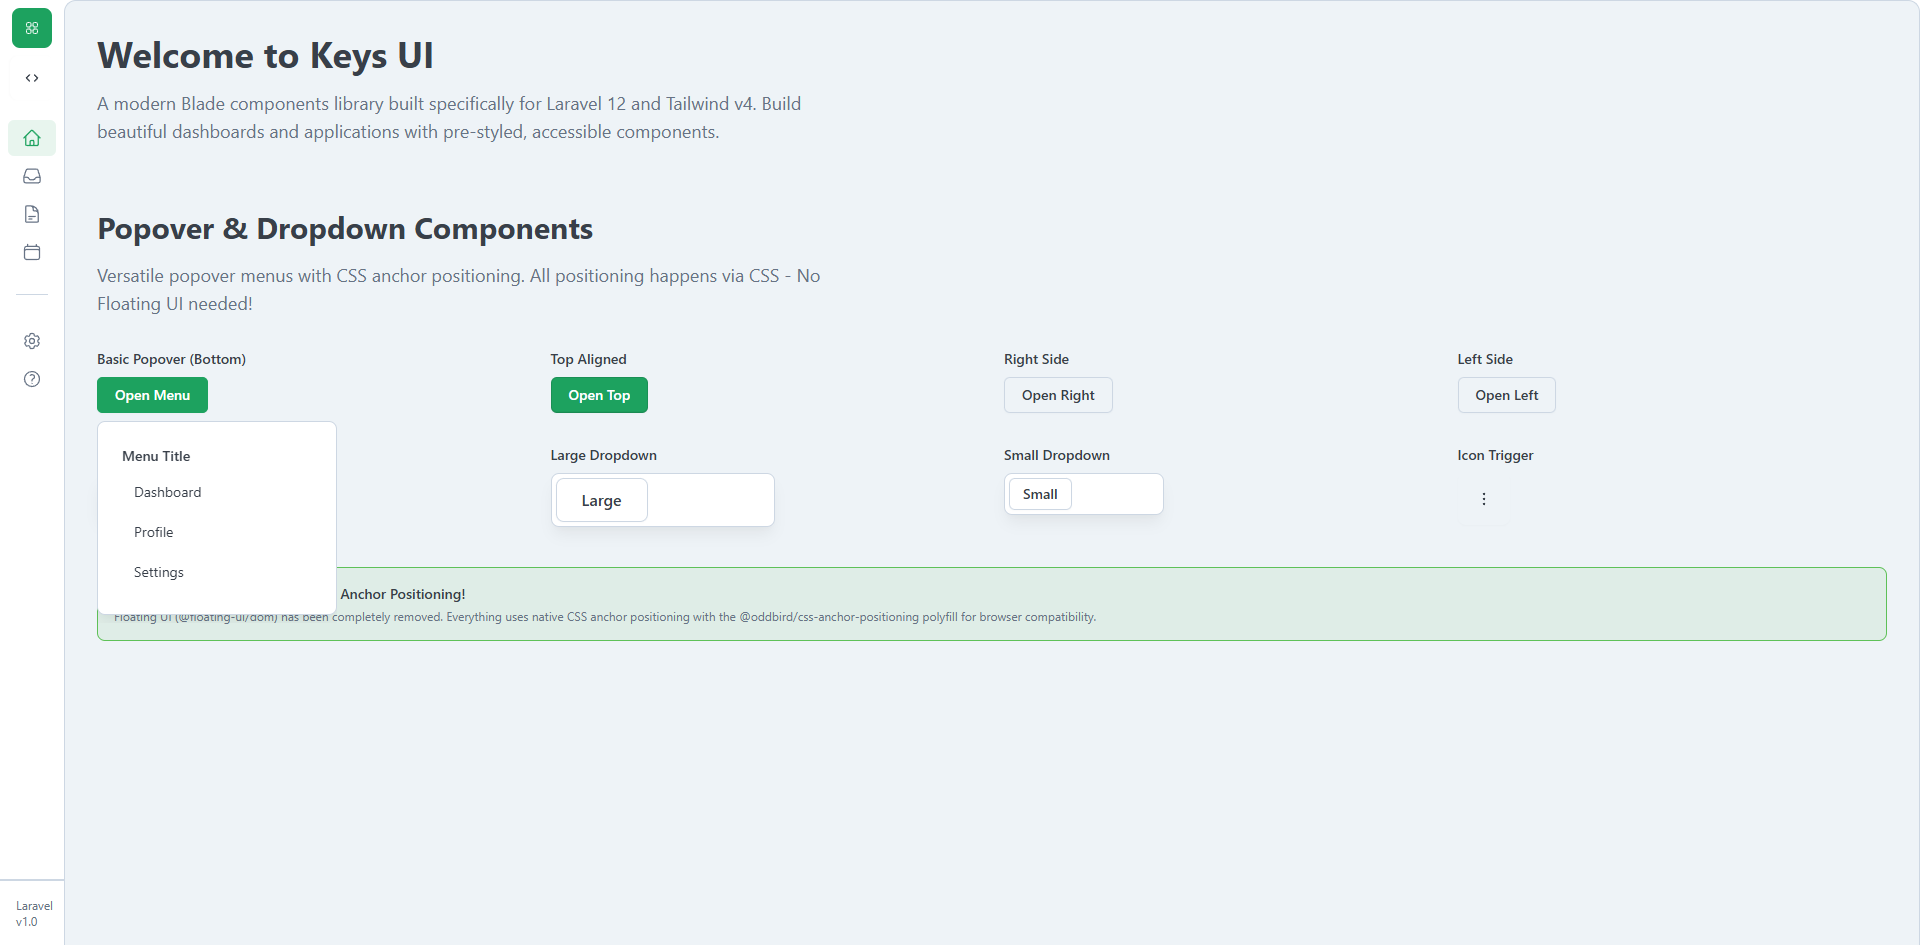 Welcome to Keys UI
A modern Blade components library built specifically for Laravel 12 and Tailwind v4. Build
beautiful dashboards and applications with pre-styled, accessible components.
Popover & Dropdown Components
Versatile popover menus with CSS anchor positioning. All positioning happens via CSS - No
Floating UI needed!
Basic Popover (Bottom)
Open Menu
Top Aligned
Open Top
Right Side
Open Right
Left Side
Open Left
Menu Title
Dashboard
Profile
Settings
Large Dropdown
Large
Small Dropdown
Small
Icon Trigger
Anchor Positioning!
Floating UI (@floating-ui/dom) has been completely removed. Everything uses native CSS anchor positioning with the @oddbird/css-anchor-positioning polyfill for browser compatibility.
Laravel
v1.0